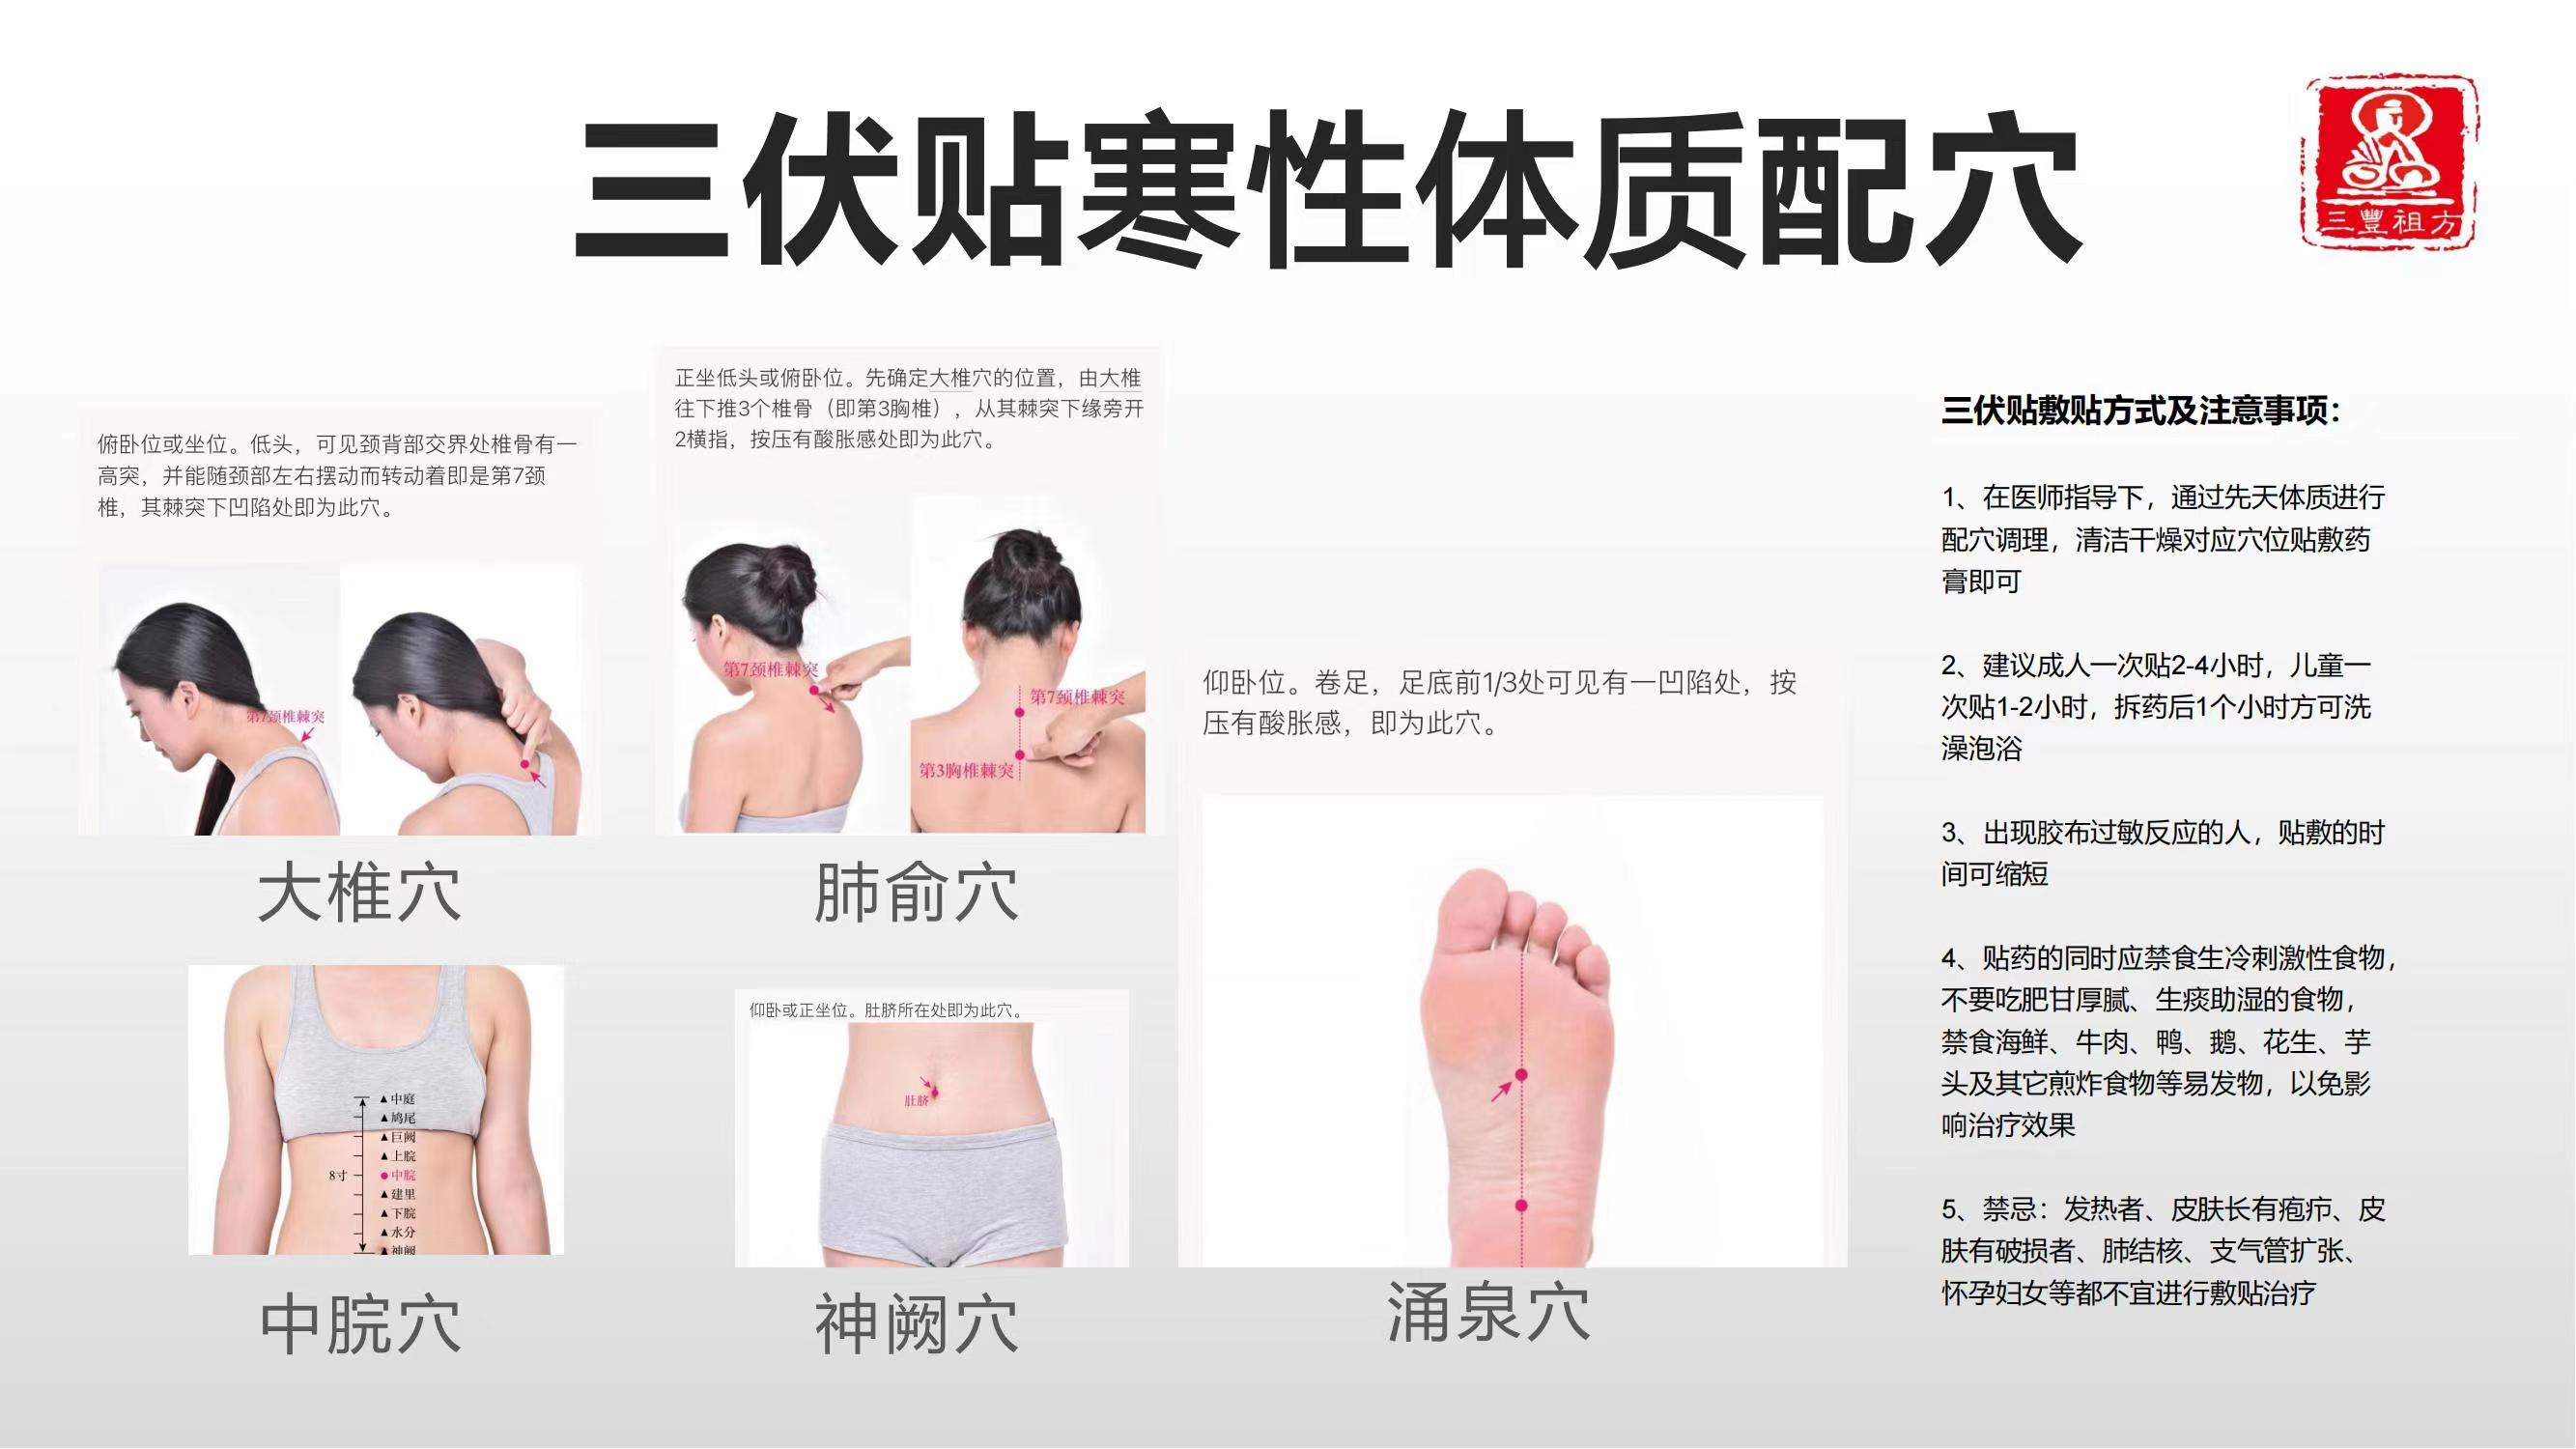 三伏贴寒性体质配穴
三豐祖方
俯卧位或坐位。低头，可见颈背部交界处椎骨有一
高突，并能随颈部左右摆动而转动着即是第7颈
椎，其棘突下凹陷处即为此穴。
第7颈椎棘突
大椎穴
正坐低头或俯卧位。先确定大椎穴的位置，由大椎
往下推3个椎骨（即第3胸椎），从其棘突下缘旁开
2横指，按压有酸胀感处即为此穴。
第7颈椎棘突
第7颈椎棘突
第3胸椎棘突
肺俞穴
中庭
鸠尾
巨阙
上脘
8寸
中脘
建里
下脘
水分
神阙
中脘穴
仰卧或正坐位。肚脐所在处即为此穴。
肚脐
神阙穴
仰卧位。卷足，足底前1/3处可见有一凹陷处，按
压有酸胀感，即为此穴。
涌泉穴
三伏贴敷贴方式及注意事项：
1、在医师指导下，通过先天体质进行
配穴调理，清洁干燥对应穴位贴敷药
膏即可
2、建议成人一次贴2-4小时，儿童一
次贴1-2小时，拆药后1个小时方可洗
澡泡浴
3、出现胶布过敏反应的人，贴敷的时
间可缩短
4、贴药的同时应禁食生冷刺激性食物，
不要吃肥甘厚腻、生痰助湿的食物，
禁食海鲜、牛肉、鸭、鹅、花生、芋
头及其它煎炸食物等易发物，以免影
响治疗效果
5、禁忌：发热者、皮肤长有疱疖、皮
肤有破损者、肺结核、支气管扩张、
怀孕妇女等都不宜进行敷贴治疗